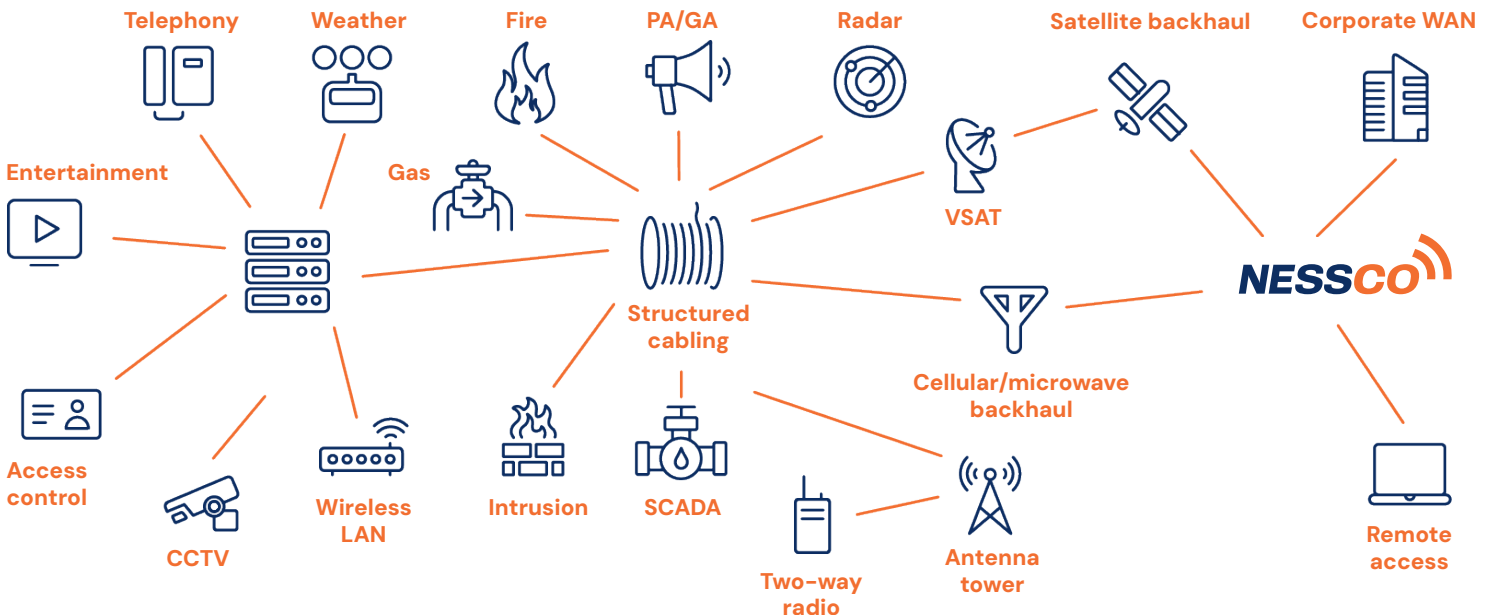 Telephony
Weather
Fire
PA/GA
Radar
Satellite backhaul
Corporate WAN
Entertainment
Gas
VSAT
NESSCO
Structured
cabling
Cellular/microwave
backhaul
Access
control
CCTV
Wireless
LAN
Intrusion
SCADA
Two-way
radio
Antenna
tower
Remote
access